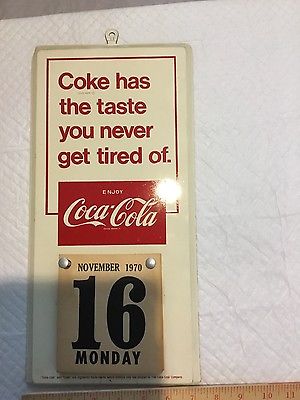 Coke has
the taste
you never
get tired of.
ENJOY
Coca-Cola
NOVEMBER 1970
16
MONDAY